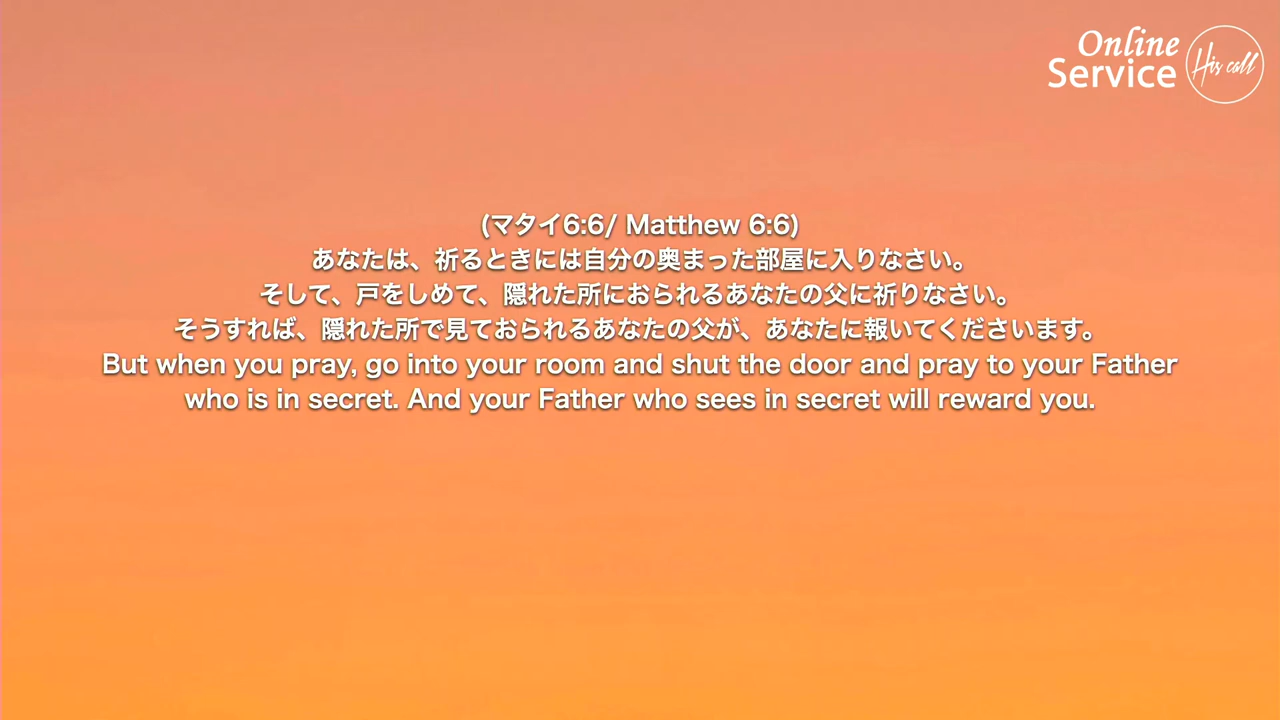 Online
Service
His call
(マタイ6:6/ Matthew 6:6)
あなたは、祈るときには自分の奥まった部屋に入りなさい。
そして、戸をしめて、隠れた所におられるあなたの父に祈りなさい。
そうすれば、隠れた所で見ておられるあなたの父が、あなたに報いてくださいます。
But when you pray, go into your room and shut the door and pray to your Father
who is in secret. And your Father who sees in secret will reward you.